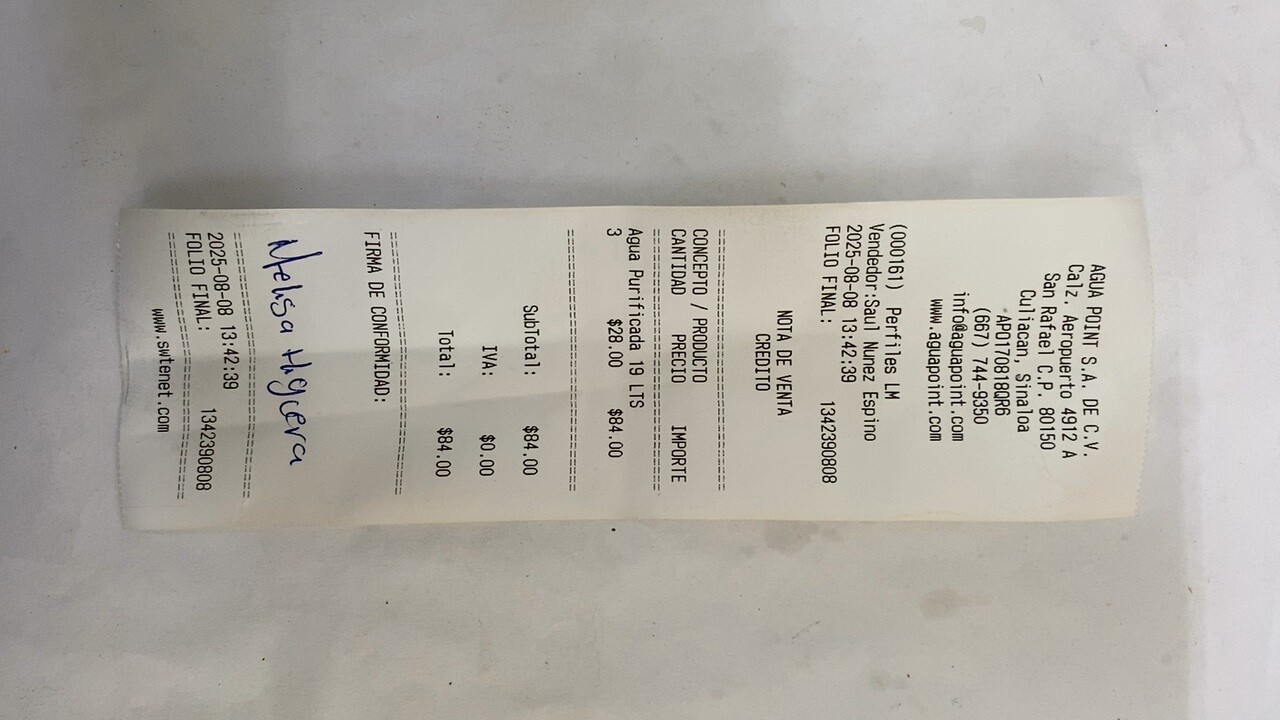 AGUA POINT S.A. DE C.V.
Calz. Aeropuerto 4912 A
San Rafael C.P. 80150
Culiacan, Sinaloa
APO170818QR6
(667) 744-9350
info@aguapoint.com
www.aguapoint.com
(0000161) Perfiles LM
Vendedor:Saul Nunez Espino
2025-08-08 13:42:39
FOLIO FINAL: 1342390808
NOTA DE VENTA
CREDITO
CONCEPTO / PRODUCTO
CANTIDAD PRECIO IMPORTE
Agua Purificada 19 LTS
3 $28.00 $84.00
SubTotal: $84.00
IVA: $0.00
Total: $84.00
FIRMA DE CONFORMIDAD:
Melisa
2025-08-08 13:42:39
FOLIO FINAL: 1342390808
www.swtenet.com